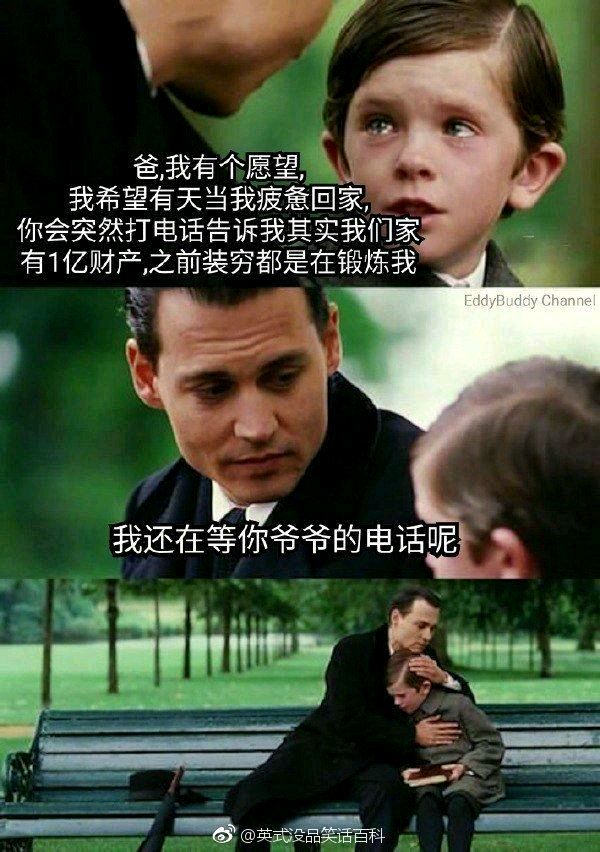 爸,我有个愿望,
我希望有天当我疲惫回家,
你会突然打电话告诉我其实我们家
有1亿财产,之前装穷都是在锻炼我
EddyBuddy Channel
我还在等你爷爷的电话呢
@英式没品笑话百科